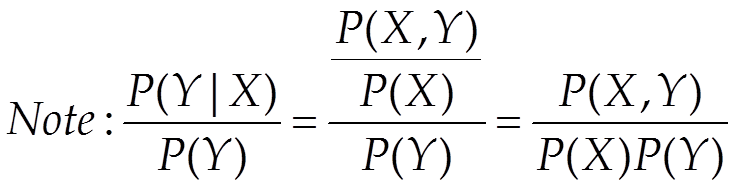 Note: P(Y | X) / P(Y) = (P(X,Y) / P(X)) / P(Y) = P(X,Y) / P(X)P(Y)